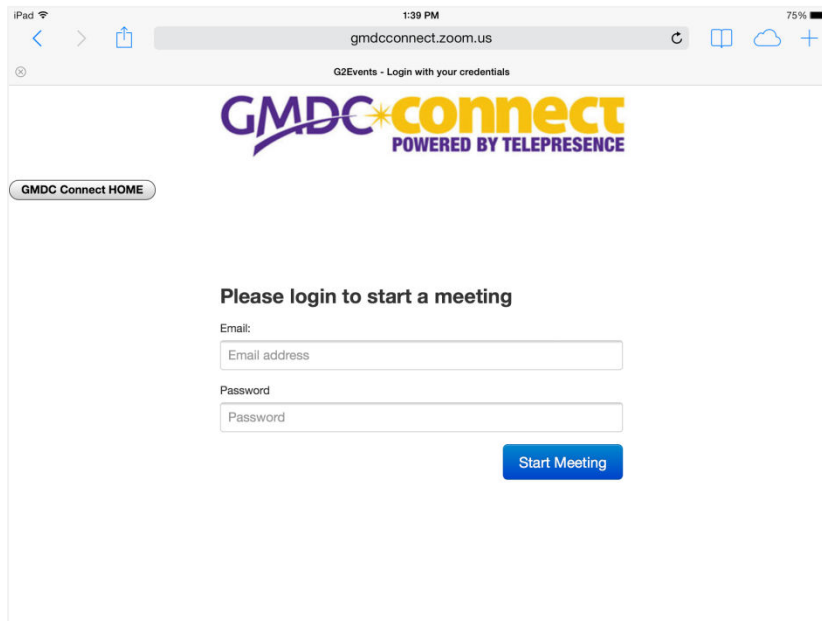 iPad 1:39 PM 75%
gmdcconnect.zoom.us
G2Events - Login with your credentials
GMDC connect
POWERED BY TELEPRESENCE
GMDC Connect HOME
Please login to start a meeting
Email:
Email address
Password
Password
Start Meeting